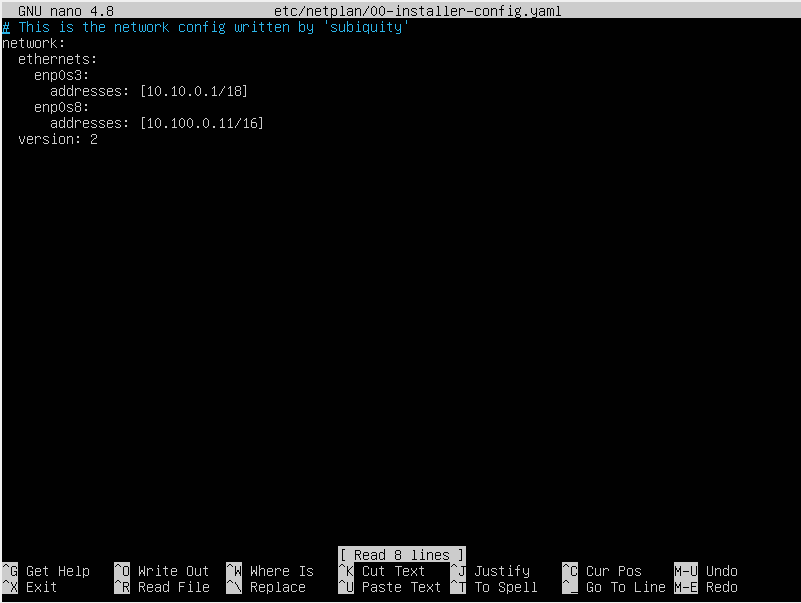 GNU nano 4.8 etc/netplan/00-installer-config.yaml
# This is the network config written by 'subiquity'
network:
  ethernets:
    enp0s3:
      addresses: [10.10.0.1/18]
    enp0s8:
      addresses: [10.100.0.11/16]
  version: 2
[ Read 8 lines ]
^G Get Help ^O Write Out ^W Where Is ^K Cut Text ^J Justify ^C Cur Pos M-U Undo
^X Exit ^R Read File ^\ Replace ^U Paste Text ^T To Spell ^_ Go To Line M-E Redo